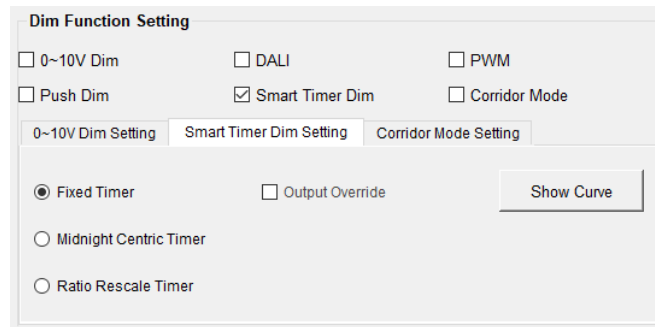 Dim Function Setting
0~10V Dim DALI PWM
Push Dim Smart Timer Dim Corridor Mode
0~10V Dim Setting Smart Timer Dim Setting Corridor Mode Setting
Fixed Timer Output Override Show Curve
Midnight Centric Timer
Ratio Rescale Timer